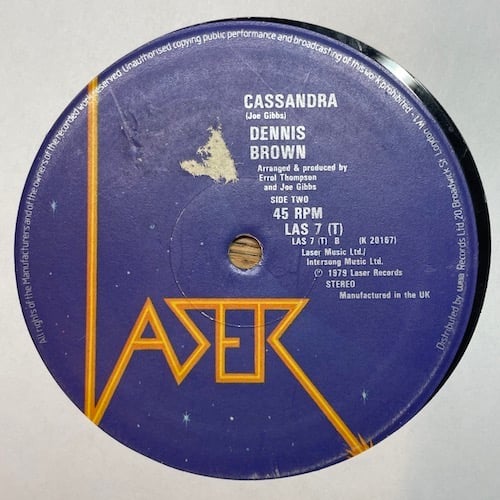 All rights of the Manufacturers and of the owners of the recorded work reserved. Unauthorised copying public performance and broadcasting of this work prohibited - W1
CASSANDRA
(Joe Gibbs)
DENNIS
BROWN
Arranged & produced by
Errol Thompson
and Joe Gibbs
SIDE TWO
45 RPM
LAS 7 (T)
LAS 7 (T) B (K 20167)
Laser Music Ltd./
Intersong Music Ltd.
℗ 1979 Laser Records
STEREO
Manufactured in the UK
LASER
Distributed by wea Records Ltd, 20, Broadwick St, London